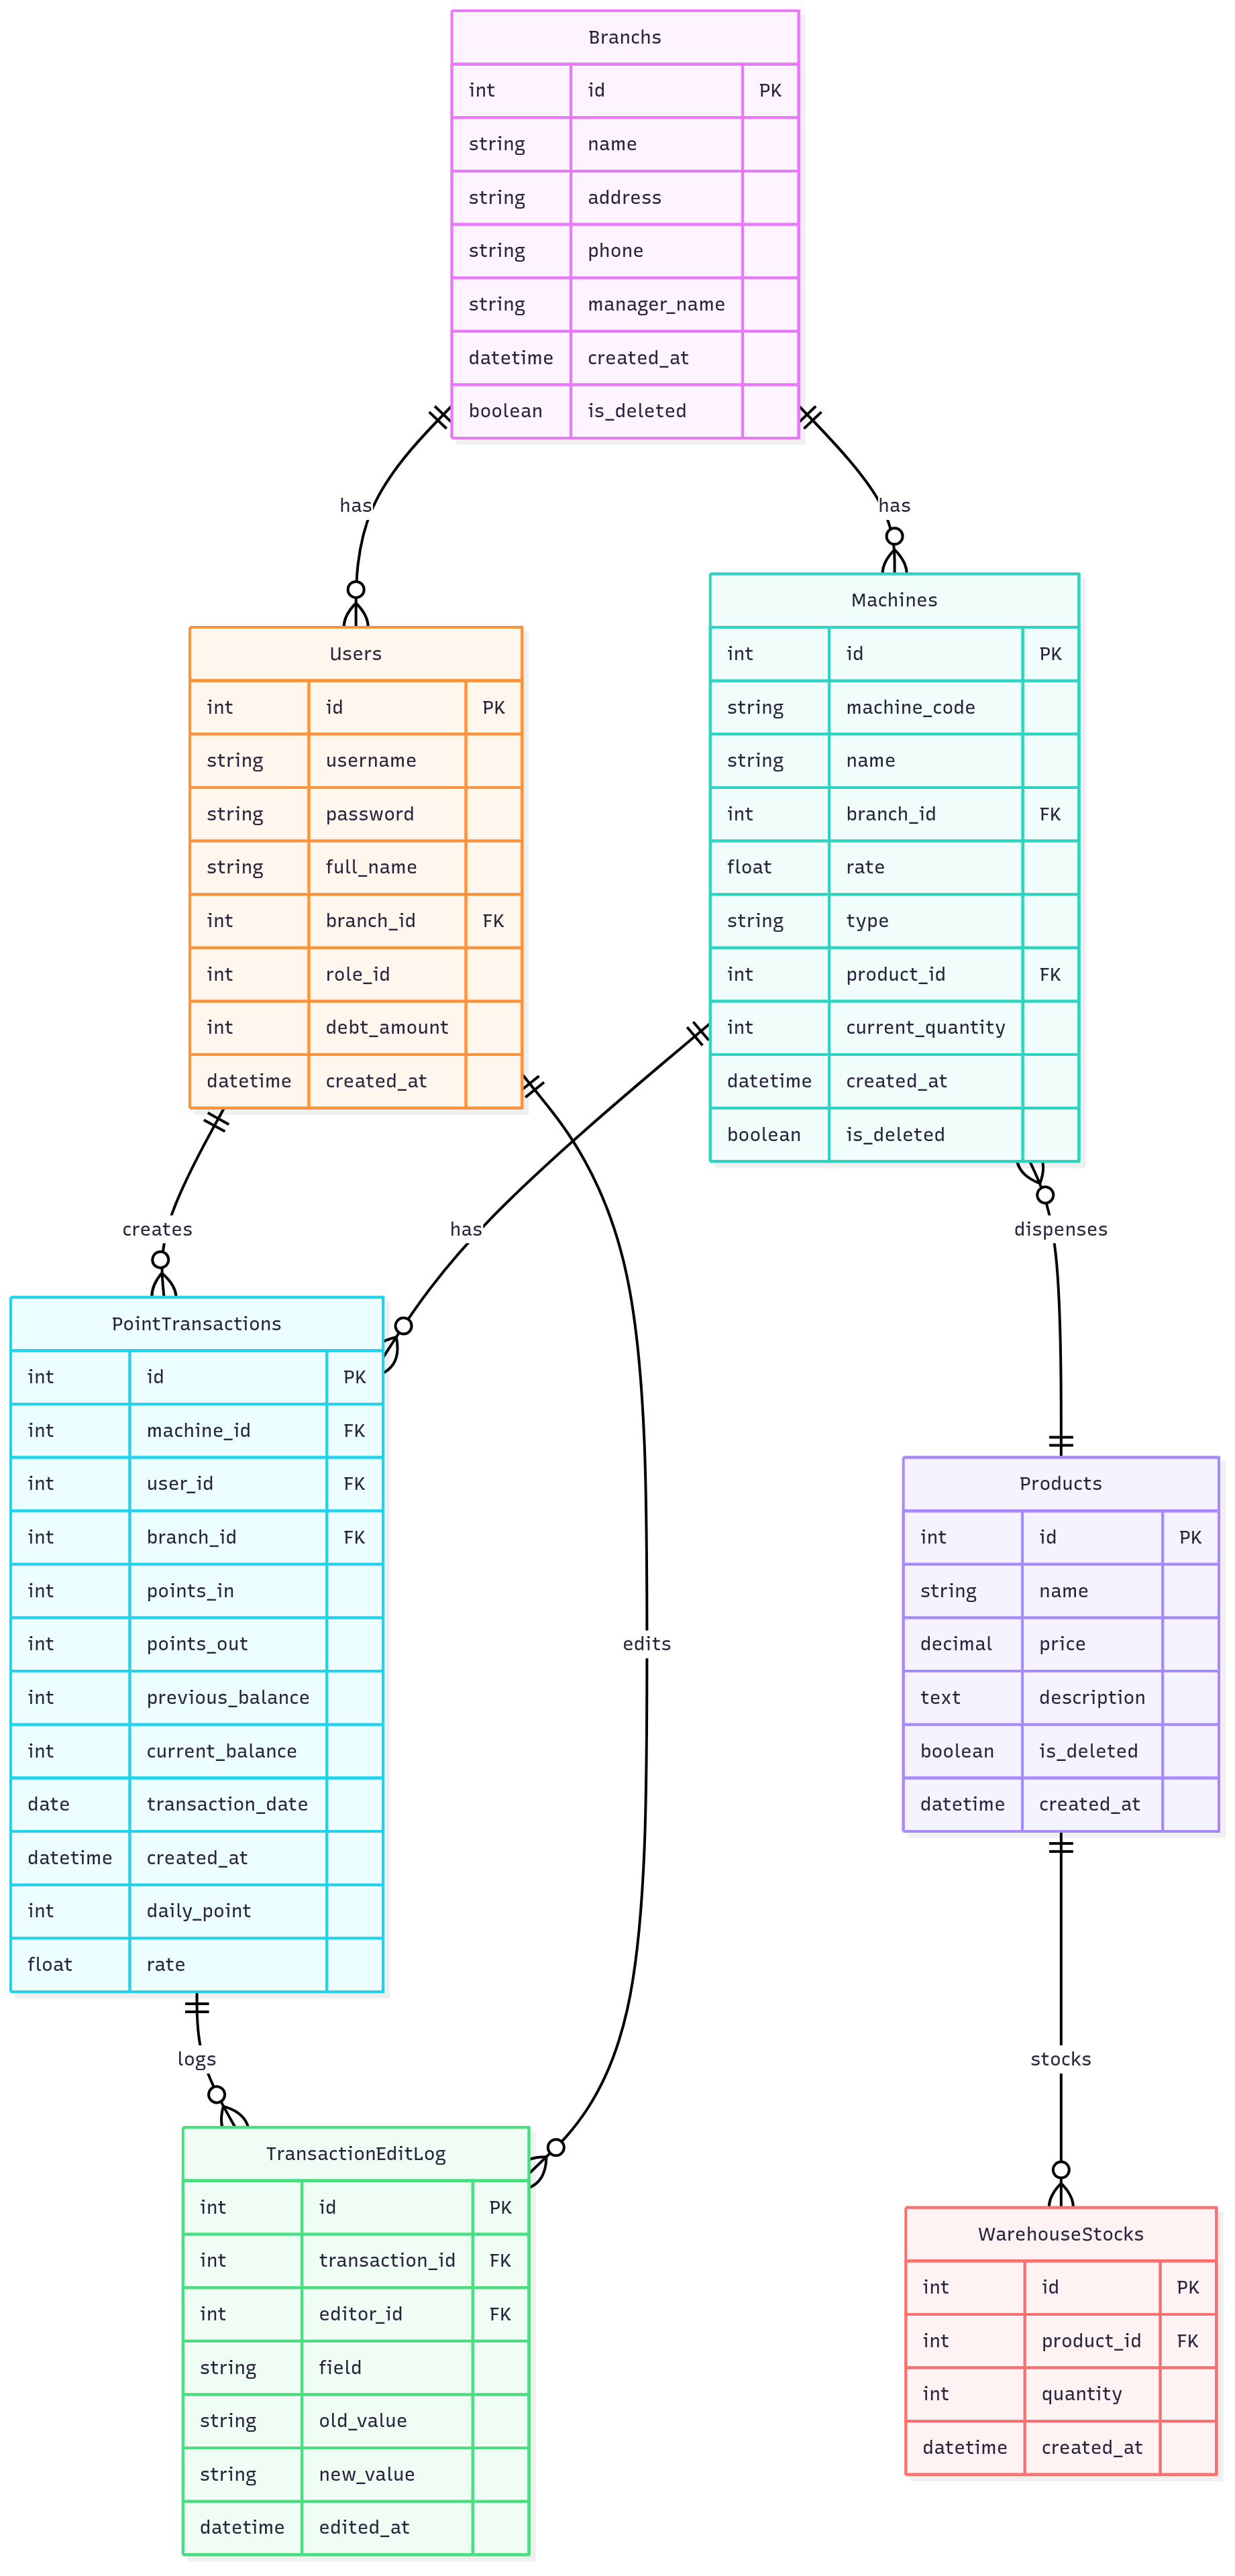 Branchs
int id PK
string name
string address
string phone
string manager_name
datetime created_at
boolean is_deleted
has
has
Users
int id PK
string username
string password
string full_name
int branch_id FK
int role_id
int debt_amount
datetime created_at
Machines
int id PK
string machine_code
string name
int branch_id FK
float rate
string type
int product_id FK
int current_quantity
datetime created_at
boolean is_deleted
creates
has
dispenses
PointTransactions
int id PK
int machine_id FK
int user_id FK
int branch_id FK
int points_in
int points_out
int previous_balance
int current_balance
date transaction_date
datetime created_at
int daily_point
float rate
edits
Products
int id PK
string name
decimal price
text description
boolean is_deleted
datetime created_at
logs
stocks
TransactionEditLog
int id PK
int transaction_id FK
int editor_id FK
string field
string old_value
string new_value
datetime edited_at
WarehouseStocks
int id PK
int product_id FK
int quantity
datetime created_at